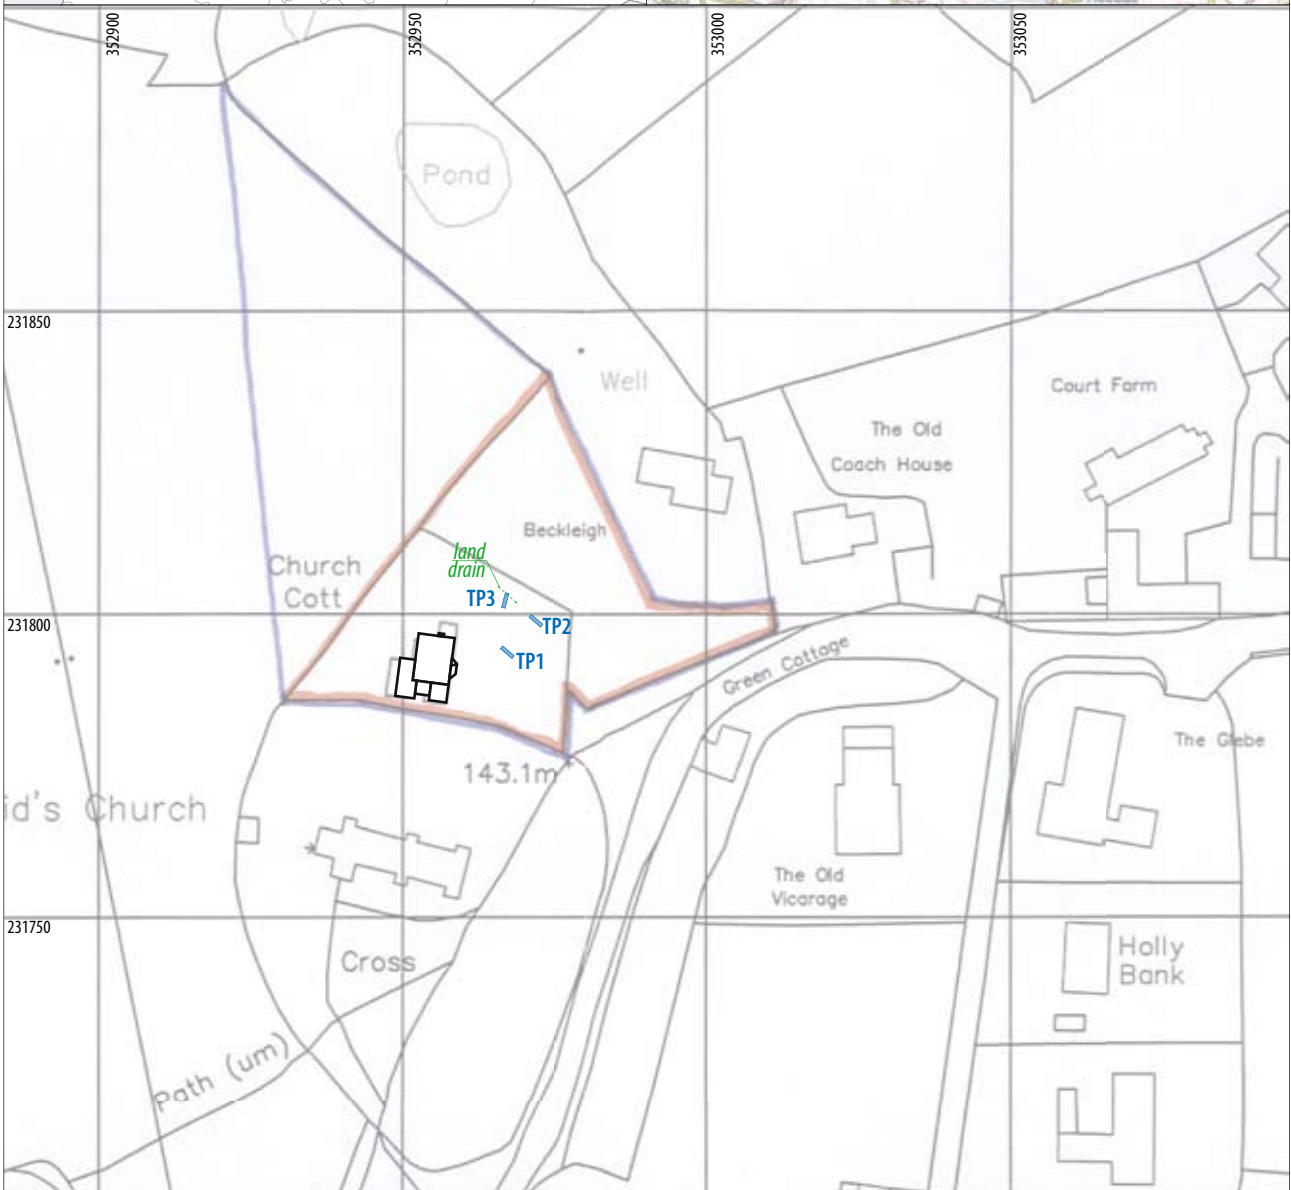 352900
352950
353000
353050
Pond
231850
Well
Court Farm
The Old
Coach House
Beckleigh
land
drain
Church
Cott
TP3
231800
TP2
TP1
Green Cottage
The Glebe
143.1m
id's Church
The Old
Vicarage
231750
Cross
Holly
Bank
Path (um)